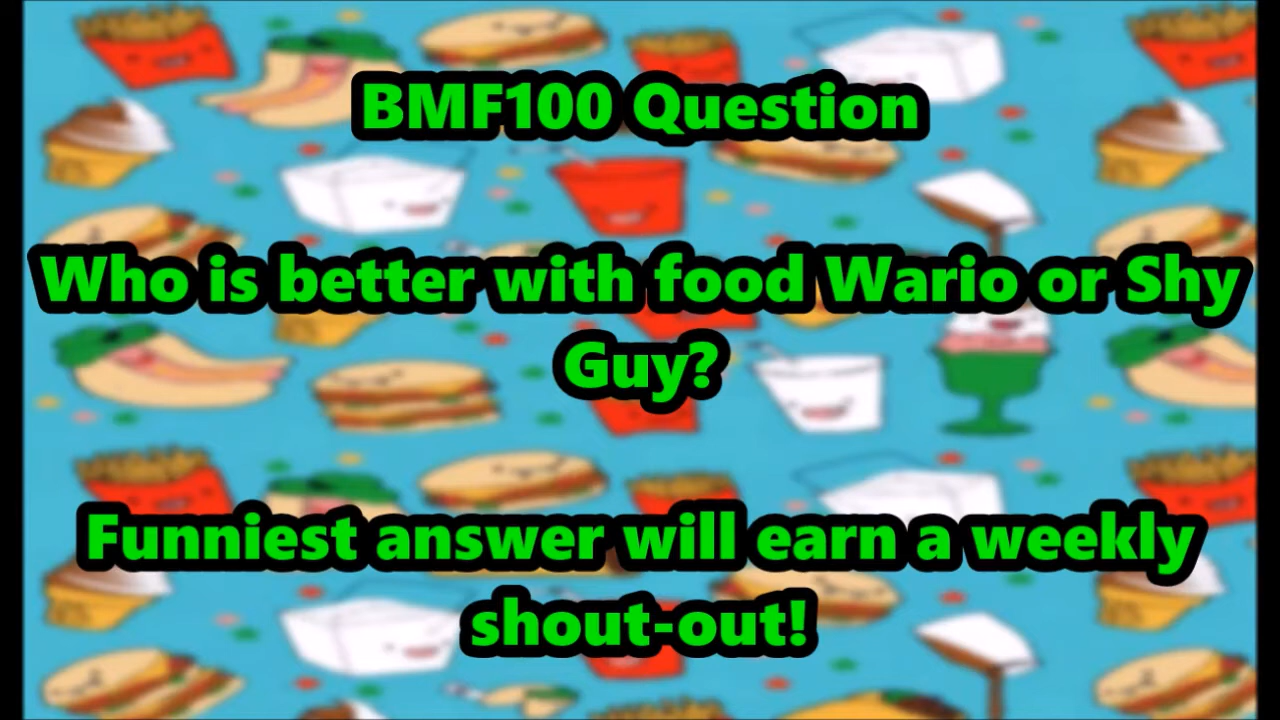 BMF100 Question
Who is better with food Wario or Shy
Guy?
Funniest answer will earn a weekly
shout-out!